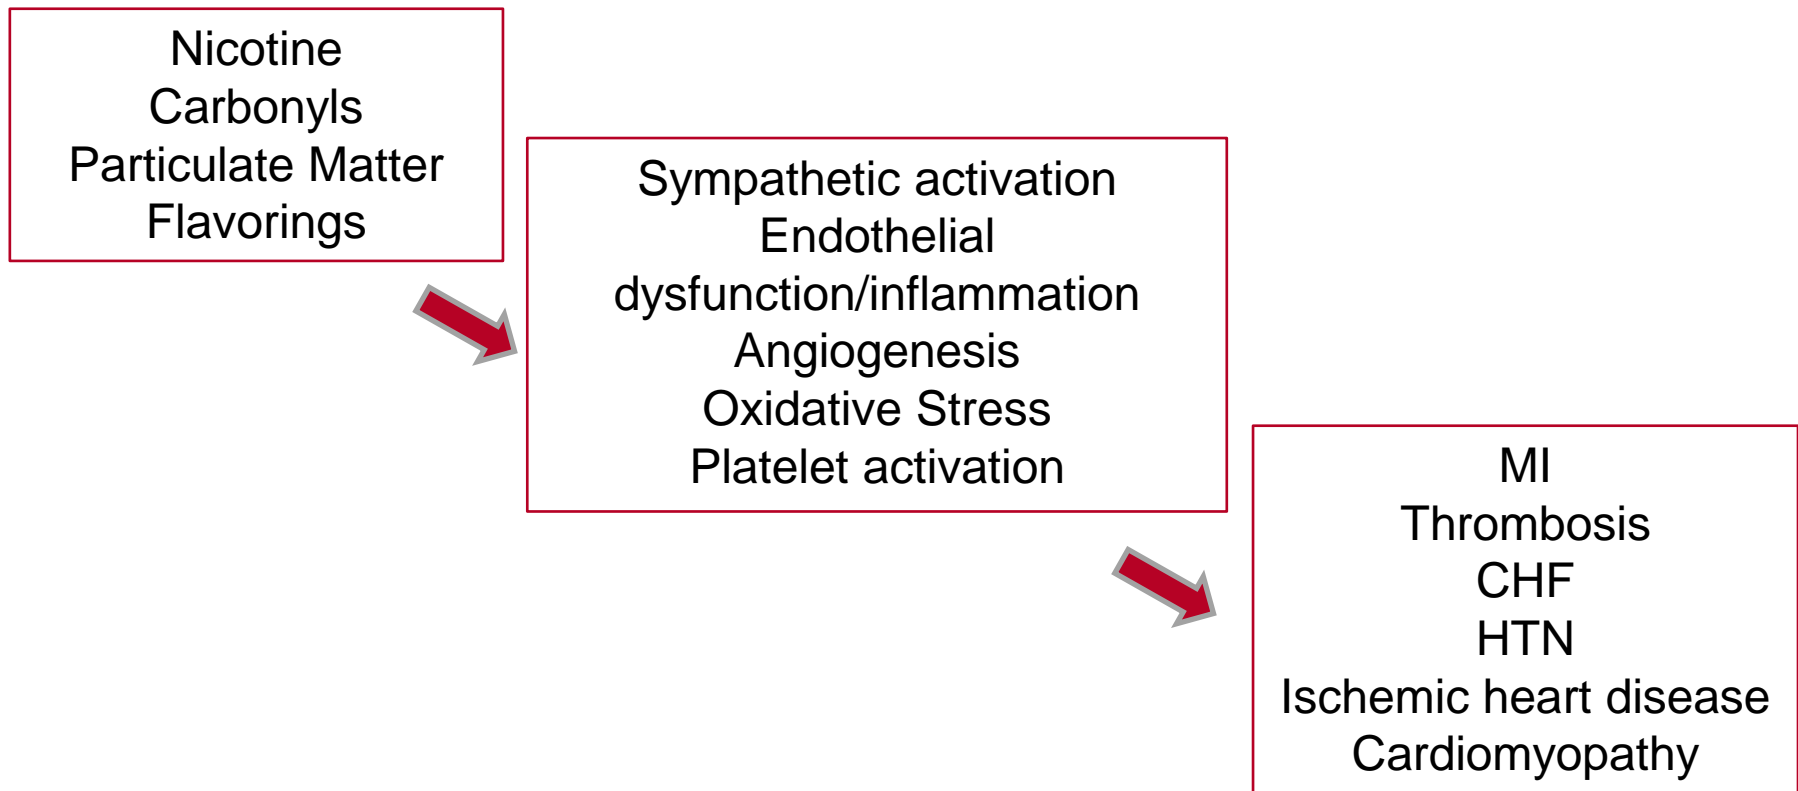 Nicotine
Carbonyls
Particulate Matter
Flavorings
Sympathetic activation
Endothelial
dysfunction/inflammation
Angiogenesis
Oxidative Stress
Platelet activation
MI
Thrombosis
CHF
HTN
Ischemic heart disease
Cardiomyopathy